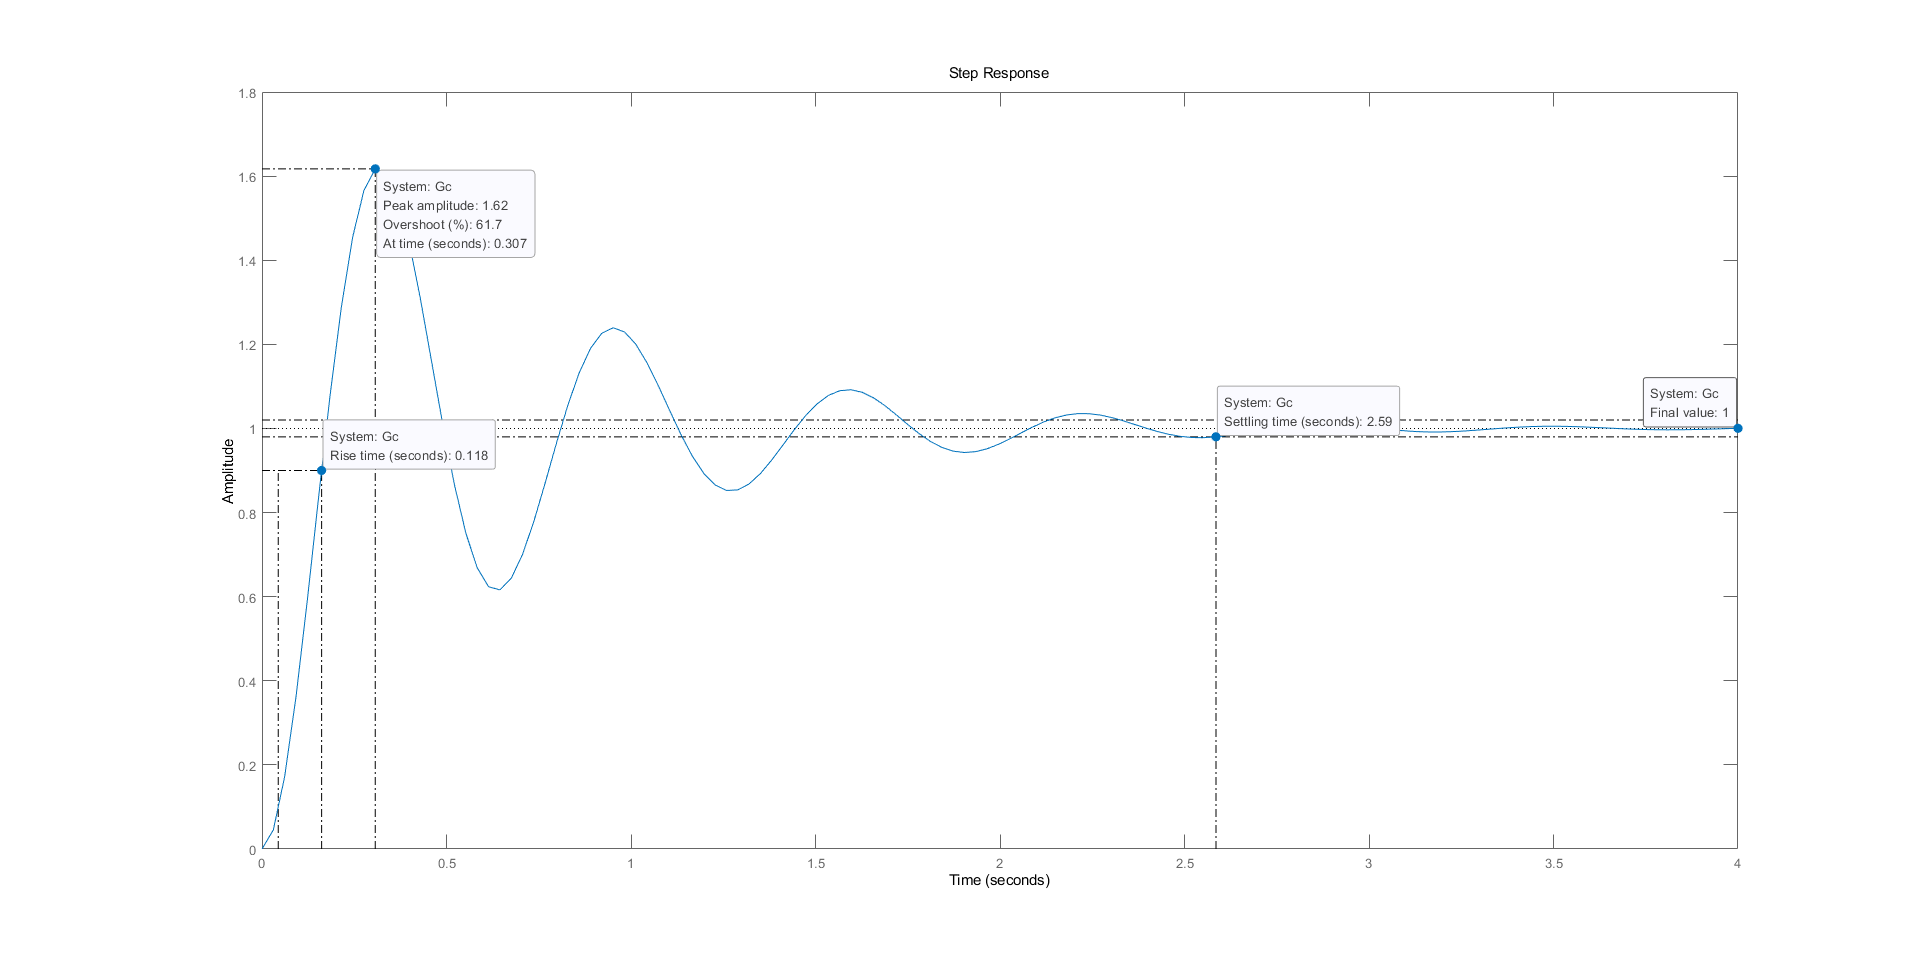 Step Response
1.8
1.6
1.4
1.2
1
0.8
0.6
0.4
0.2
0
Amplitude
System: Gc
Peak amplitude: 1.62
Overshoot (%): 61.7
At time (seconds): 0.307
System: Gc
Rise time (seconds): 0.118
System: Gc
Settling time (seconds): 2.59
System: Gc
Final value: 1
0 0.5 1 1.5 2 2.5 3 3.5 4
Time (seconds)